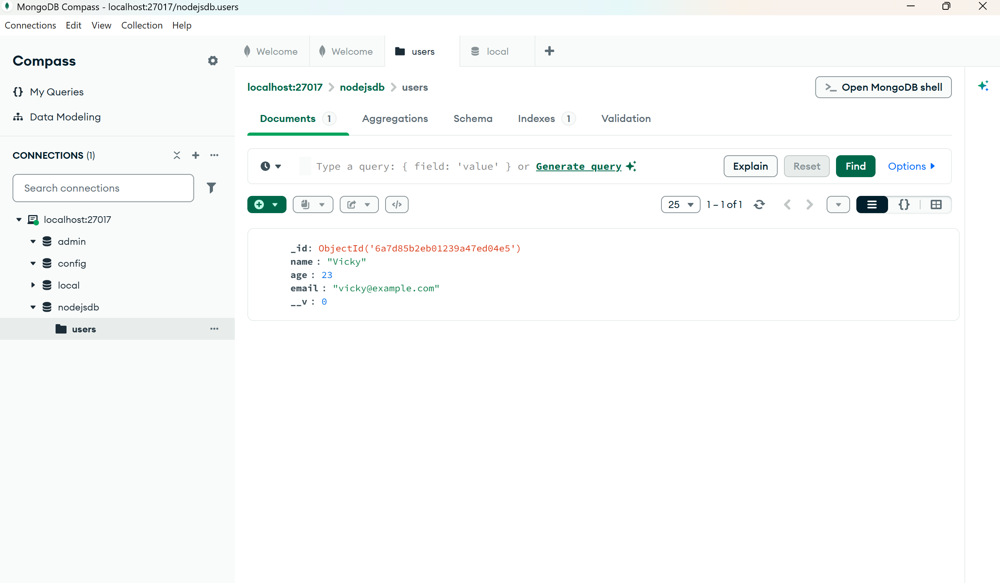 MongoDB Compass - localhost:27017/nodejsdb.users
Connections Edit View Collection Help
Compass
My Queries
Data Modeling
CONNECTIONS (1)
Search connections
localhost:27017
admin
config
local
nodejsdb
users
Welcome Welcome users local
localhost:27017 > nodejsdb > users
>_ Open MongoDB shell
Documents 1 Aggregations Schema Indexes 1 Validation
Type a query: { field: 'value' } or Generate query
Explain Reset Find Options
25 1 – 1 of 1
_id: ObjectId('6a7d85b2eb01239a47ed04e5')
name : "Vicky"
age : 23
email : "vicky@example.com"
__v : 0